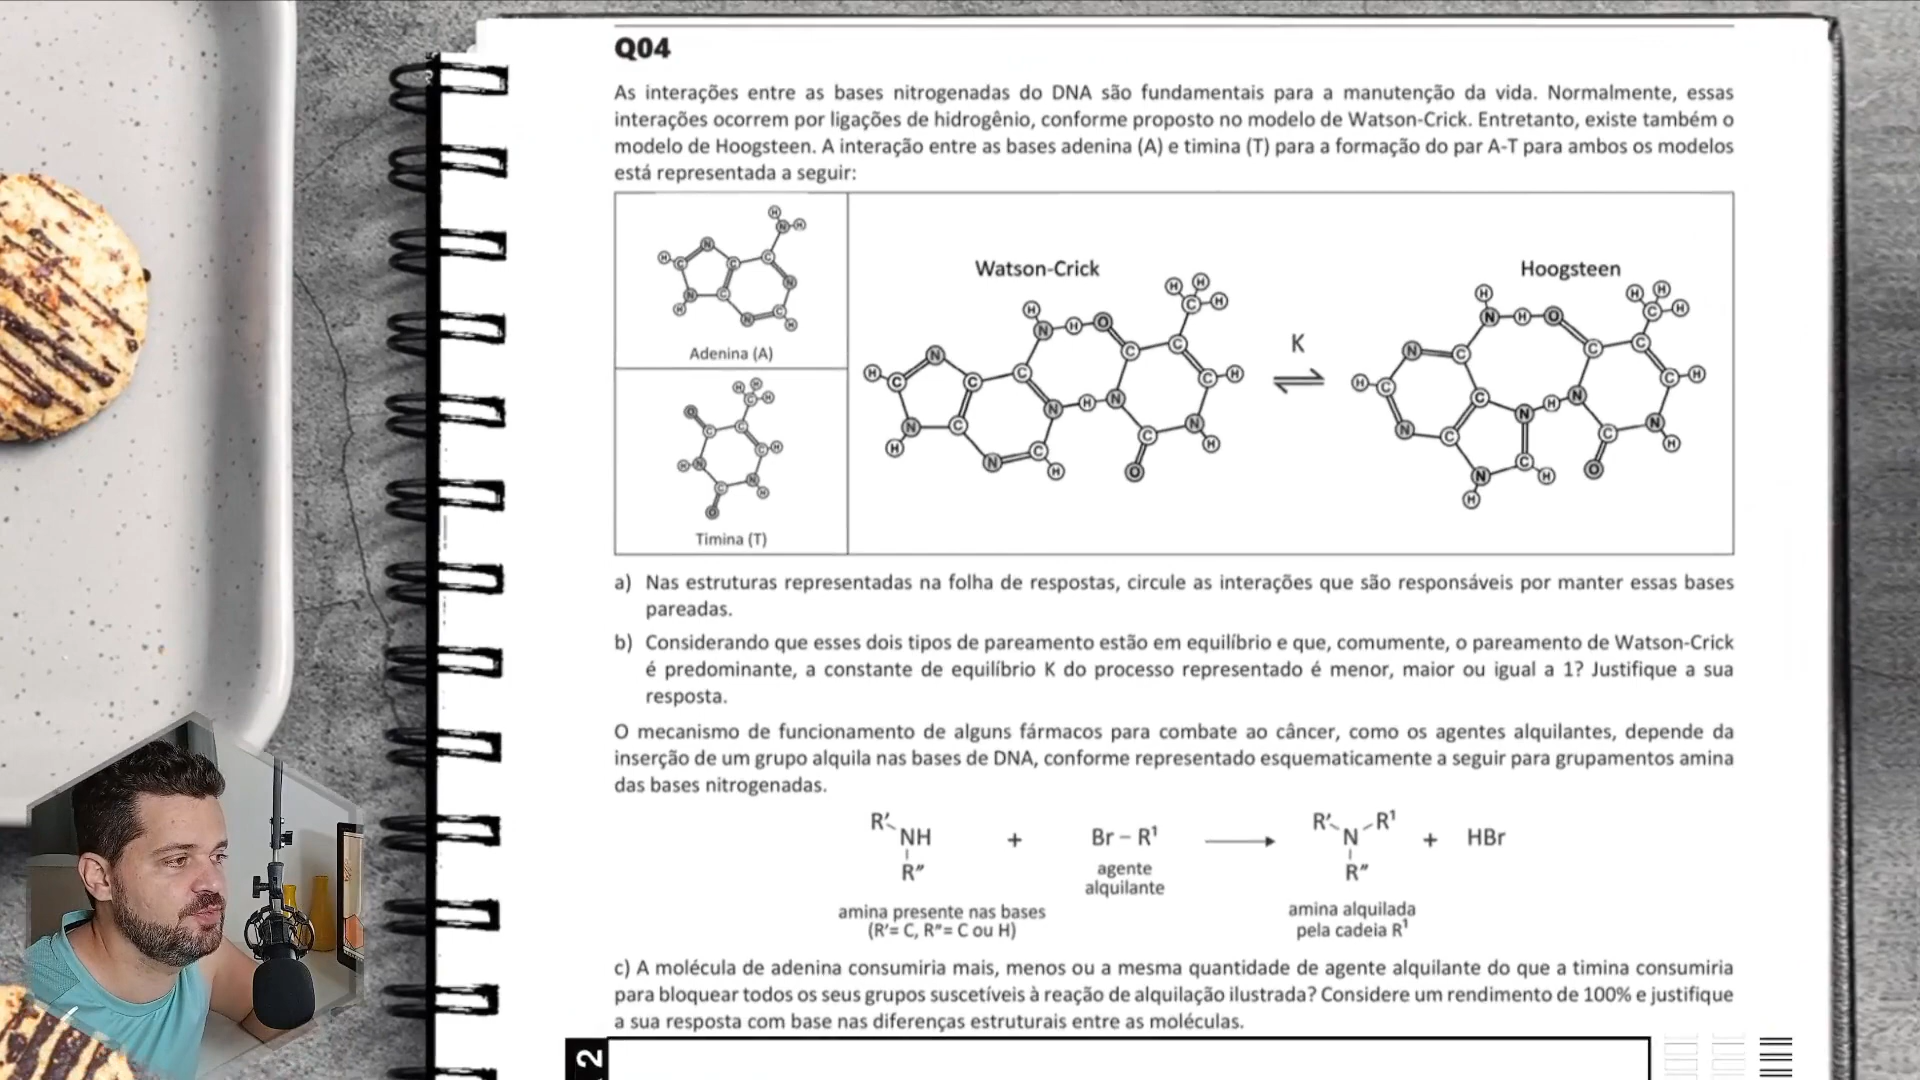 Q04
As interações entre as bases nitrogenadas do DNA são fundamentais para a manutenção da vida. Normalmente, essas
interações ocorrem por ligações de hidrogênio, conforme proposto no modelo de Watson-Crick. Entretanto, existe também o
modelo de Hoogsteen. A interação entre as bases adenina (A) e timina (T) para a formação do par A-T para ambos os modelos
está representada a seguir:
Adenina (A)
Timina (T)
Watson-Crick
K
Hoogsteen
a) Nas estruturas representadas na folha de respostas, circule as interações que são responsáveis por manter essas bases
pareadas.
b) Considerando que esses dois tipos de pareamento estão em equilíbrio e que, comumente, o pareamento de Watson-Crick
é predominante, a constante de equilíbrio K do processo representado é menor, maior ou igual a 1? Justifique a sua
resposta.
O mecanismo de funcionamento de alguns fármacos para combate ao câncer, como os agentes alquilantes, depende da
inserção de um grupo alquila nas bases de DNA, conforme representado esquematicamente a seguir para grupamentos amina
das bases nitrogenadas.
R′ R′ R¹
NH + Br – R¹ N + HBr
R″ R″
agente
alquilante
amina presente nas bases
(R′= C, R″= C ou H)
amina alquilada
pela cadeia R¹
c) A molécula de adenina consumiria mais, menos ou a mesma quantidade de agente alquilante do que a timina consumiria
para bloquear todos os seus grupos suscetíveis à reação de alquilação ilustrada? Considere um rendimento de 100% e justifique
a sua resposta com base nas diferenças estruturais entre as moléculas.
2